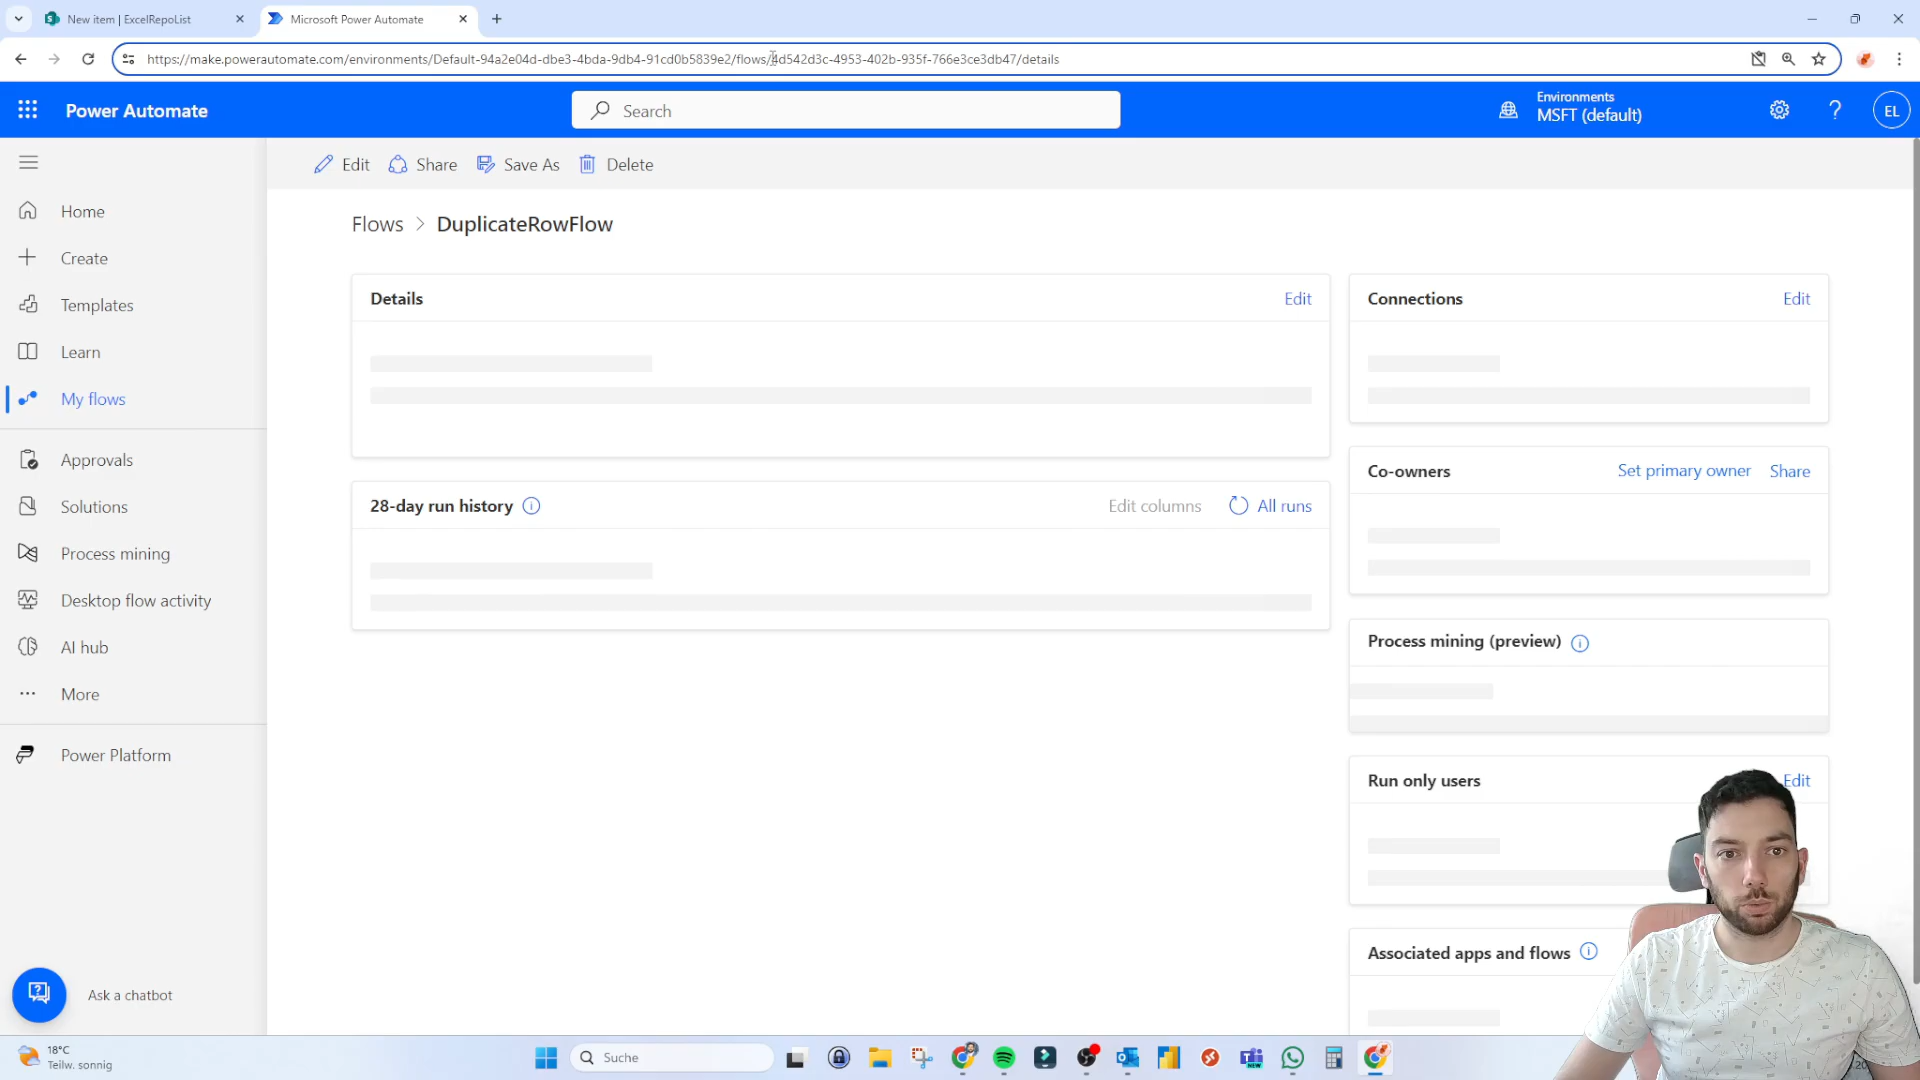 New item | ExcelRepoList
Microsoft Power Automate
https://make.powerautomate.com/environments/Default-94a2e04d-dbe3-4bda-9db4-91cd0b5839e2/flows/4d542d3c-4953-402b-935f-766e3ce3db47/details
Power Automate
Search
Environments
MSFT (default)
EL
Edit
Share
Save As
Delete
Home
Create
Templates
Learn
My flows
Approvals
Solutions
Process mining
Desktop flow activity
AI hub
More
Power Platform
Ask a chatbot
Flows > DuplicateRowFlow
Details
Edit
28-day run history
Edit columns
All runs
Connections
Edit
Co-owners
Set primary owner
Share
Process mining (preview)
Run only users
Edit
Associated apps and flows
18°C
Teilw. sonnig
Suche
NEW